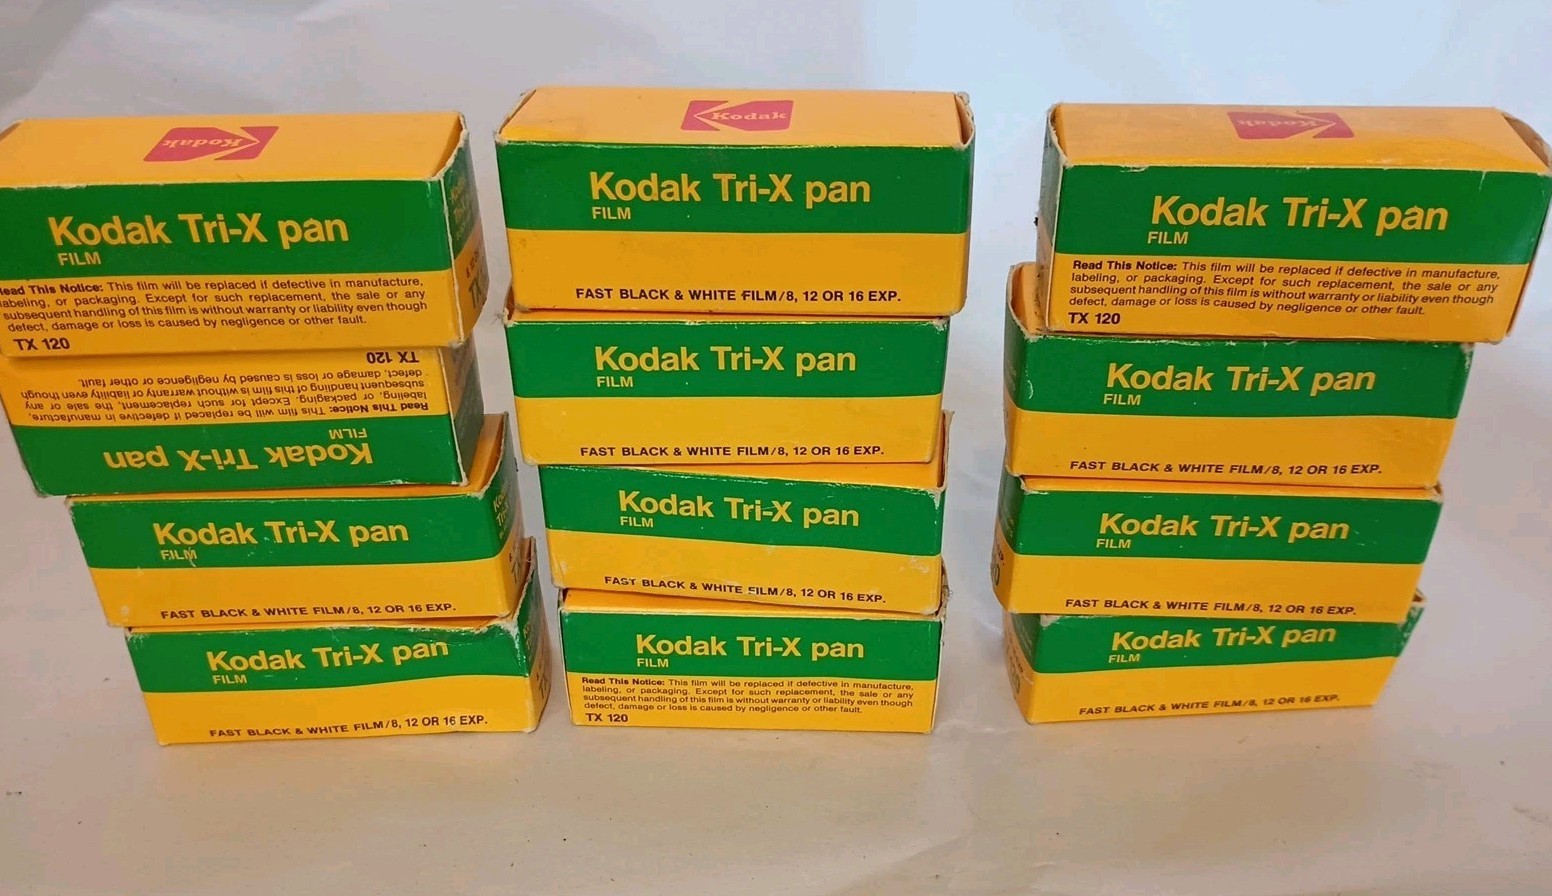 Kodak
Kodak Tri-X pan
FILM
Read This Notice: This film will be replaced if defective in manufacture,
labeling, or packaging. Except for such replacement, the sale or any
subsequent handling of this film is without warranty or liability even though
defect, damage or loss is caused by negligence or other fault.
TX 120
Kodak Tri-X pan
FILM
Read This Notice: This film will be replaced if defective in manufacture,
labeling, or packaging. Except for such replacement, the sale or any
subsequent handling of this film is without warranty or liability even though
defect, damage or loss is caused by negligence or other fault.
TX 120
Kodak Tri-X pan
FILM
FAST BLACK & WHITE FILM/8, 12 OR 16 EXP.
Kodak Tri-X pan
FILM
FAST BLACK & WHITE FILM/8, 12 OR 16 EXP.
Kodak
Kodak Tri-X pan
FILM
FAST BLACK & WHITE FILM/8, 12 OR 16 EXP.
Kodak Tri-X pan
FILM
FAST BLACK & WHITE FILM/8, 12 OR 16 EXP.
Kodak Tri-X pan
FILM
FAST BLACK & WHITE FILM/8, 12 OR 16 EXP.
Kodak Tri-X pan
FILM
Read This Notice: This film will be replaced if defective in manufacture,
labeling, or packaging. Except for such replacement, the sale or any
subsequent handling of this film is without warranty or liability even though
defect, damage or loss is caused by negligence or other fault.
TX 120
Kodak
Kodak Tri-X pan
FILM
Read This Notice: This film will be replaced if defective in manufacture,
labeling, or packaging. Except for such replacement, the sale or any
subsequent handling of this film is without warranty or liability even though
defect, damage or loss is caused by negligence or other fault.
TX 120
Kodak Tri-X pan
FILM
FAST BLACK & WHITE FILM/8, 12 OR 16 EXP.
Kodak Tri-X pan
FILM
FAST BLACK & WHITE FILM/8, 12 OR 16 EXP.
Kodak Tri-X pan
FILM
FAST BLACK & WHITE FILM/8, 12 OR 16 EXP.